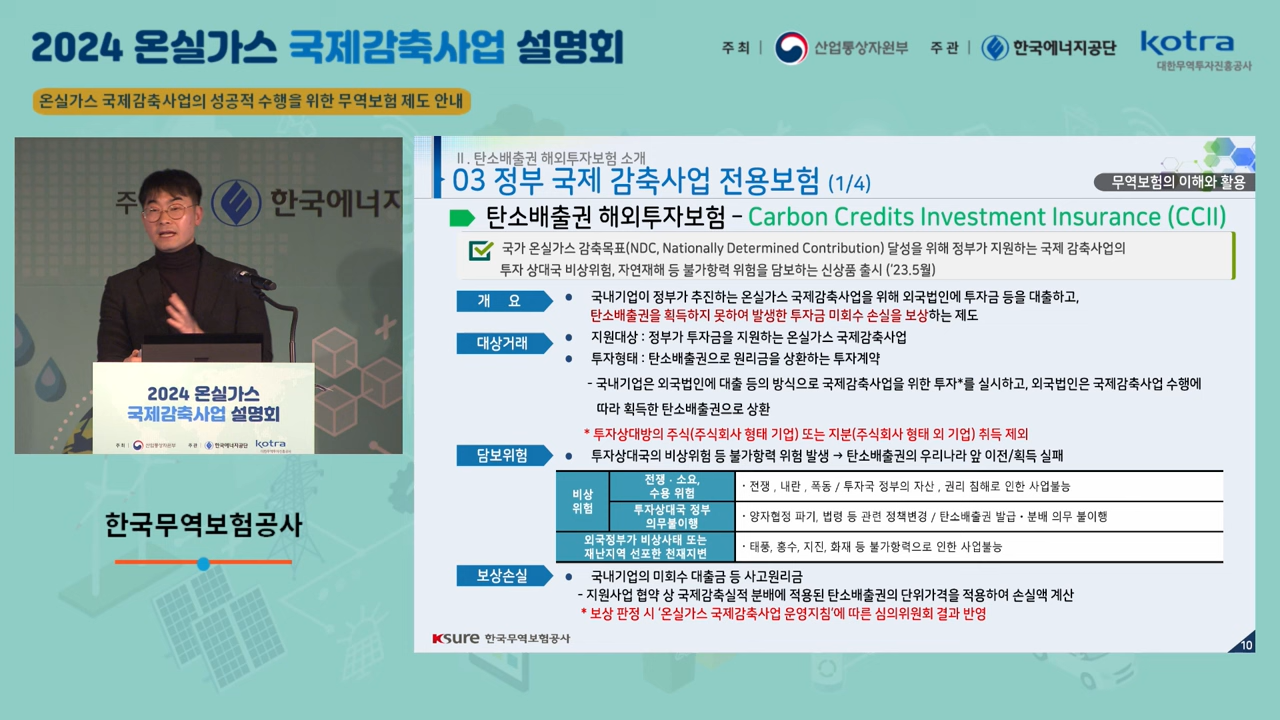 2024 온실가스 국제감축사업 설명회
주 최 | 산업통상자원부 주 관 | 한국에너지공단 kotra
대한무역투자진흥공사
온실가스 국제감축사업의 성공적 수행을 위한 무역보험 제도 안내
주 한국에너지
2024 온실가스
국제감축사업 설명회
주 최 | 산업통상자원부 주 관 | 한국에너지공단 kotra
한국무역보험공사
II. 탄소배출권 해외투자보험 소개
03 정부 국제 감축사업 전용보험 (1/4)
무역보험의 이해와 활용
탄소배출권 해외투자보험 – Carbon Credits Investment Insurance (CCII)
국가 온실가스 감축목표(NDC, Nationally Determined Contribution) 달성을 위해 정부가 지원하는 국제 감축사업의
투자 상대국 비상위험, 자연재해 등 불가항력 위험을 담보하는 신상품 출시 ('23.5월)
개 요
• 국내기업이 정부가 추진하는 온실가스 국제감축사업을 위해 외국법인에 투자금 등을 대출하고,
탄소배출권을 획득하지 못하여 발생한 투자금 미회수 손실을 보상하는 제도
대상거래
• 지원대상 : 정부가 투자금을 지원하는 온실가스 국제감축사업
• 투자형태 : 탄소배출권으로 원리금을 상환하는 투자계약
- 국내기업은 외국법인에 대출 등의 방식으로 국제감축사업을 위한 투자*를 실시하고, 외국법인은 국제감축사업 수행에
따라 획득한 탄소배출권으로 상환
* 투자상대방의 주식(주식회사 형태 기업) 또는 지분(주식회사 형태 외 기업) 취득 제외
담보위험
• 투자상대국의 비상위험 등 불가항력 위험 발생 → 탄소배출권의 우리나라 앞 이전/획득 실패
비상
위험
전쟁 · 소요,
수용 위험
· 전쟁 , 내란 , 폭동 / 투자국 정부의 자산 , 권리 침해로 인한 사업불능
투자상대국 정부
의무불이행
· 양자협정 파기, 법령 등 관련 정책변경 / 탄소배출권 발급·분배 의무 불이행
외국정부가 비상사태 또는
재난지역 선포한 천재지변
· 태풍, 홍수, 지진, 화재 등 불가항력으로 인한 사업불능
보상손실
• 국내기업의 미회수 대출금 등 사고원리금
- 지원사업 협약 상 국제감축실적 분배에 적용된 탄소배출권의 단위가격을 적용하여 손실액 계산
* 보상 판정 시 '온실가스 국제감축사업 운영지침'에 따른 심의위원회 결과 반영
Ksure 한국무역보험공사
10